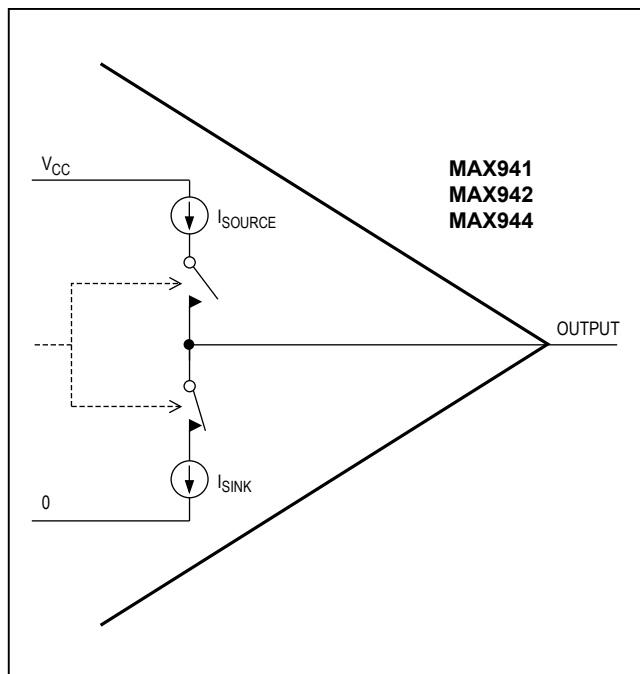 MAX941
MAX942
MAX944
V_CC
I_SOURCE
OUTPUT
I_SINK
0